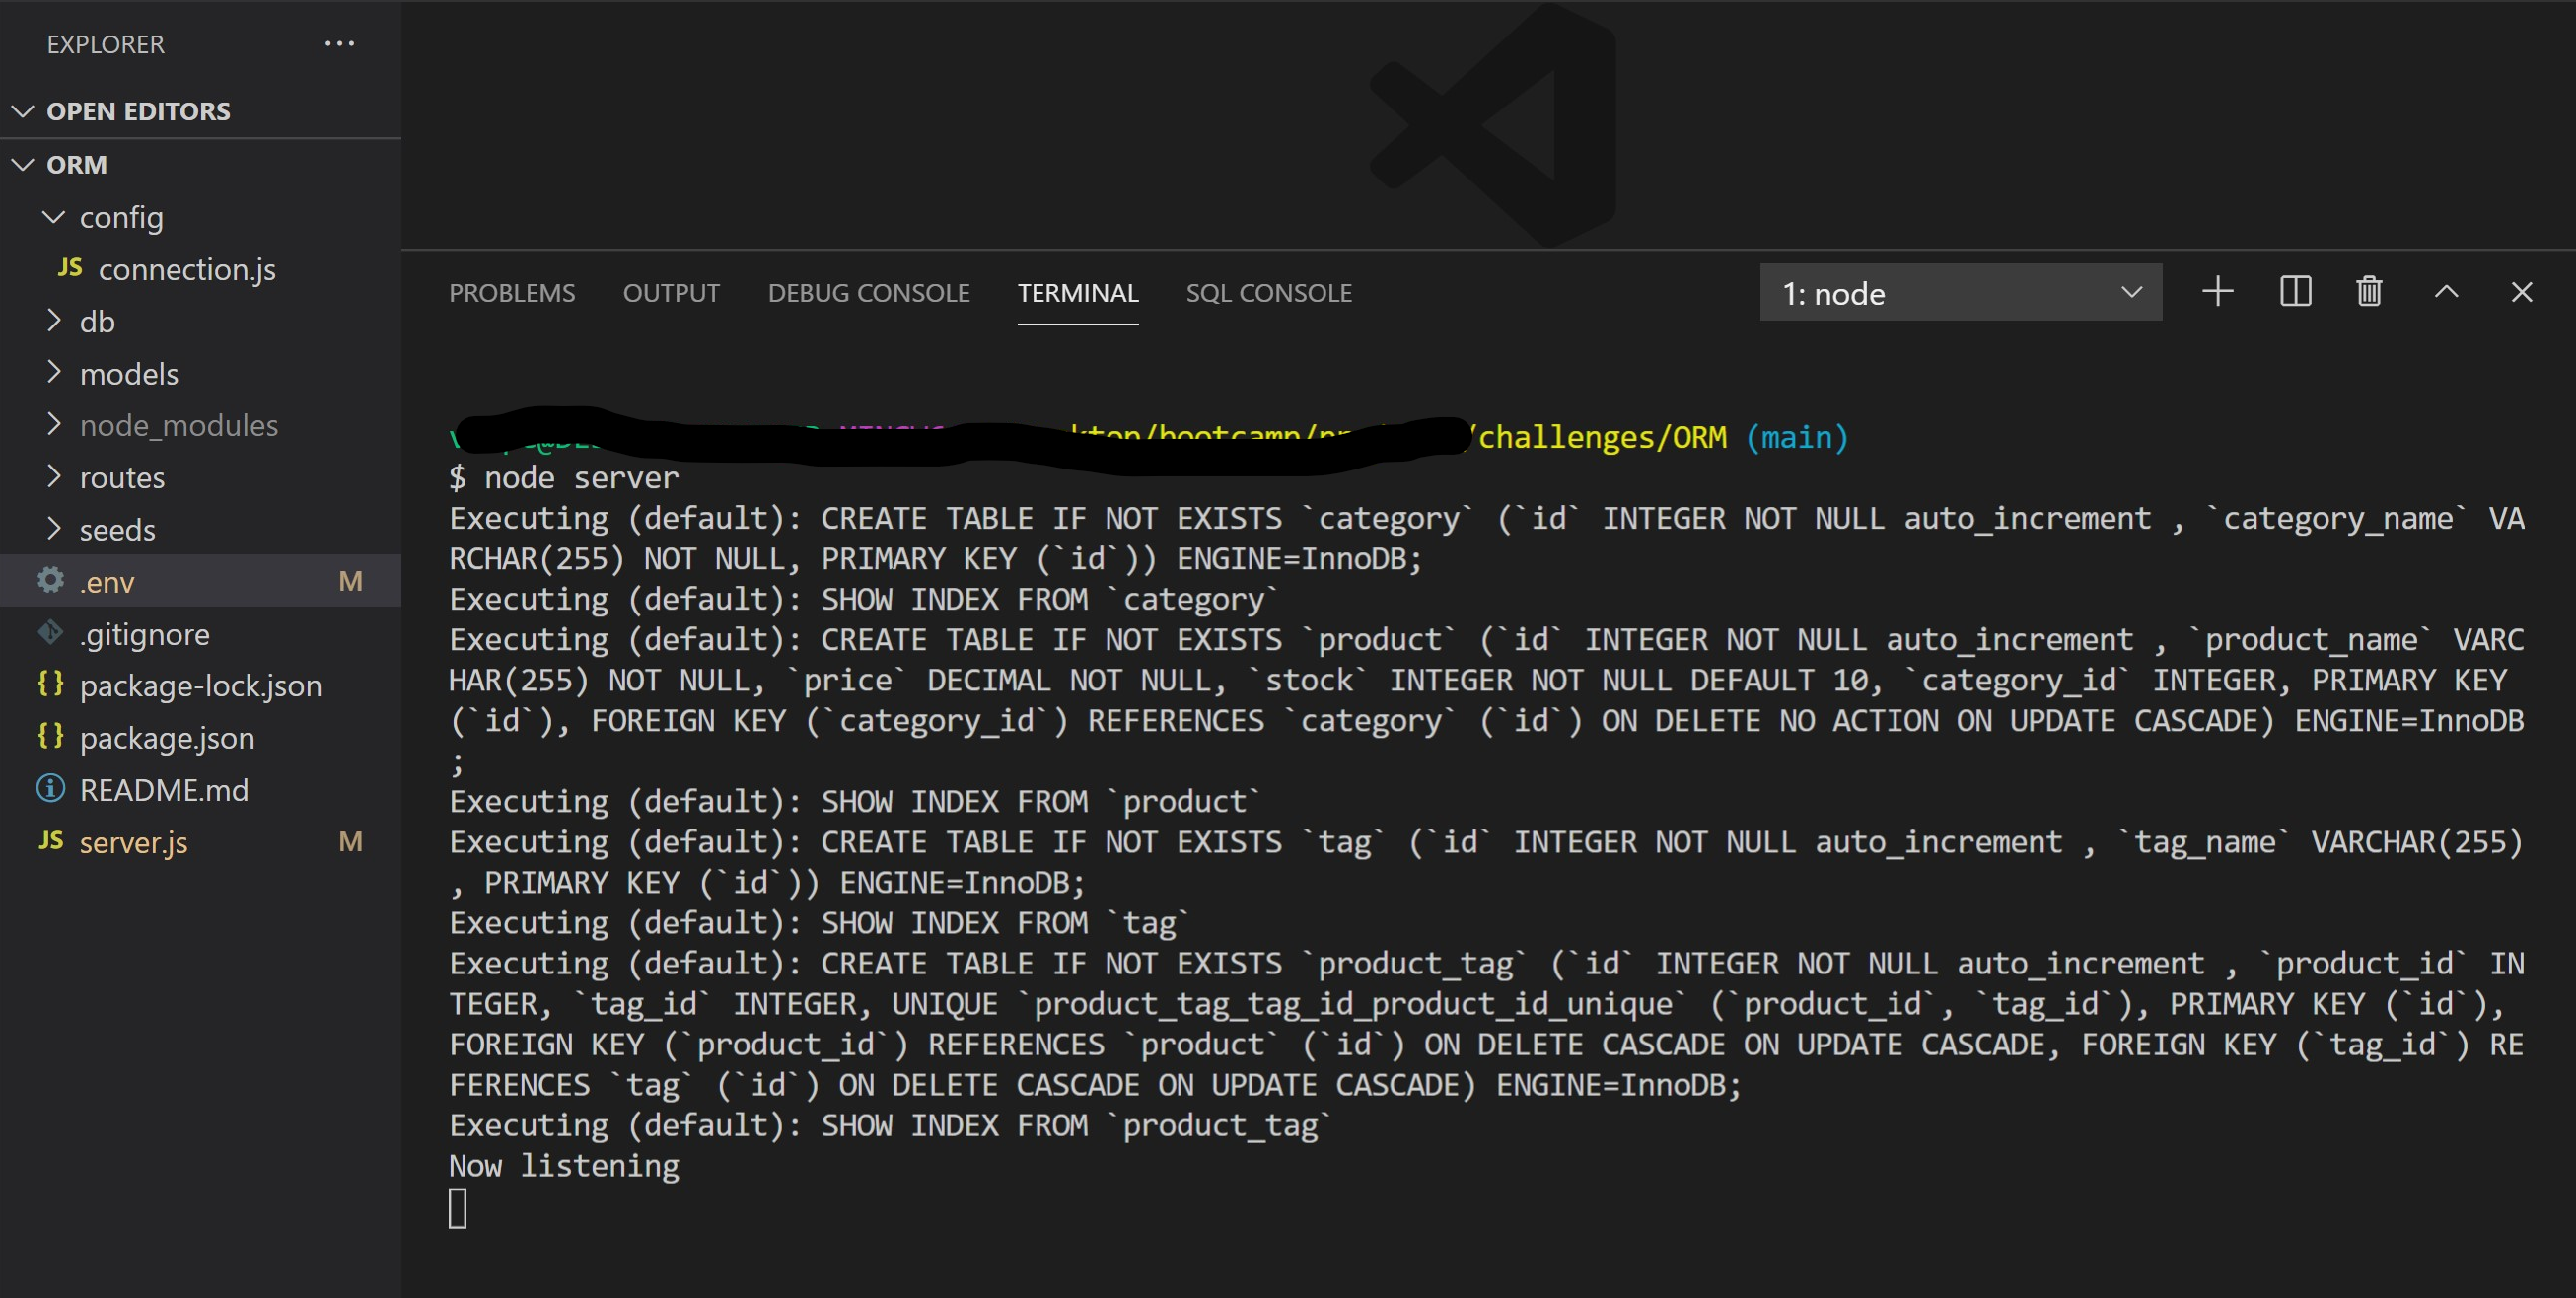 EXPLORER ...
OPEN EDITORS
ORM
config
JS connection.js
db
models
node_modules
routes
seeds
.env M
.gitignore
{} package-lock.json
{} package.json
README.md
JS server.js M
PROBLEMS OUTPUT DEBUG CONSOLE TERMINAL SQL CONSOLE 1: node
/challenges/ORM (main)
$ node server
Executing (default): CREATE TABLE IF NOT EXISTS `category` (`id` INTEGER NOT NULL auto_increment , `category_name` VA
RCHAR(255) NOT NULL, PRIMARY KEY (`id`)) ENGINE=InnoDB;
Executing (default): SHOW INDEX FROM `category`
Executing (default): CREATE TABLE IF NOT EXISTS `product` (`id` INTEGER NOT NULL auto_increment , `product_name` VARC
HAR(255) NOT NULL, `price` DECIMAL NOT NULL, `stock` INTEGER NOT NULL DEFAULT 10, `category_id` INTEGER, PRIMARY KEY
(`id`), FOREIGN KEY (`category_id`) REFERENCES `category` (`id`) ON DELETE NO ACTION ON UPDATE CASCADE) ENGINE=InnoDB
;
Executing (default): SHOW INDEX FROM `product`
Executing (default): CREATE TABLE IF NOT EXISTS `tag` (`id` INTEGER NOT NULL auto_increment , `tag_name` VARCHAR(255)
, PRIMARY KEY (`id`)) ENGINE=InnoDB;
Executing (default): SHOW INDEX FROM `tag`
Executing (default): CREATE TABLE IF NOT EXISTS `product_tag` (`id` INTEGER NOT NULL auto_increment , `product_id` IN
TEGER, `tag_id` INTEGER, UNIQUE `product_tag_tag_id_product_id_unique` (`product_id`, `tag_id`), PRIMARY KEY (`id`),
FOREIGN KEY (`product_id`) REFERENCES `product` (`id`) ON DELETE CASCADE ON UPDATE CASCADE, FOREIGN KEY (`tag_id`) RE
FERENCES `tag` (`id`) ON DELETE CASCADE ON UPDATE CASCADE) ENGINE=InnoDB;
Executing (default): SHOW INDEX FROM `product_tag`
Now listening